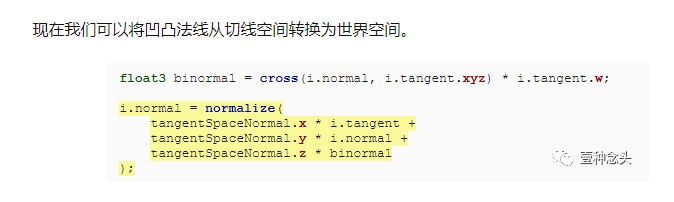 现在我们可以将凹凸法线从切线空间转换为世界空间。
float3 binormal = cross(i.normal, i.tangent.xyz) * i.tangent.w;
i.normal = normalize(
tangentSpaceNormal.x * i.tangent +
tangentSpaceNormal.y * i.normal +
tangentSpaceNormal.z * binormal
);
壹种念头